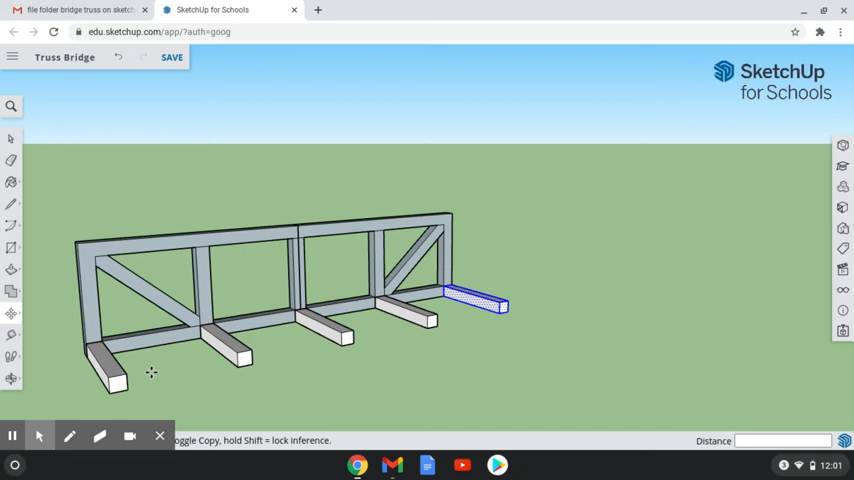 file folder bridge truss on sketch
SketchUp for Schools
edu.sketchup.com/app/?auth=goog
Truss Bridge
SAVE
SketchUp
for Schools
oggle Copy, hold Shift = lock inference.
Distance
3
12:01